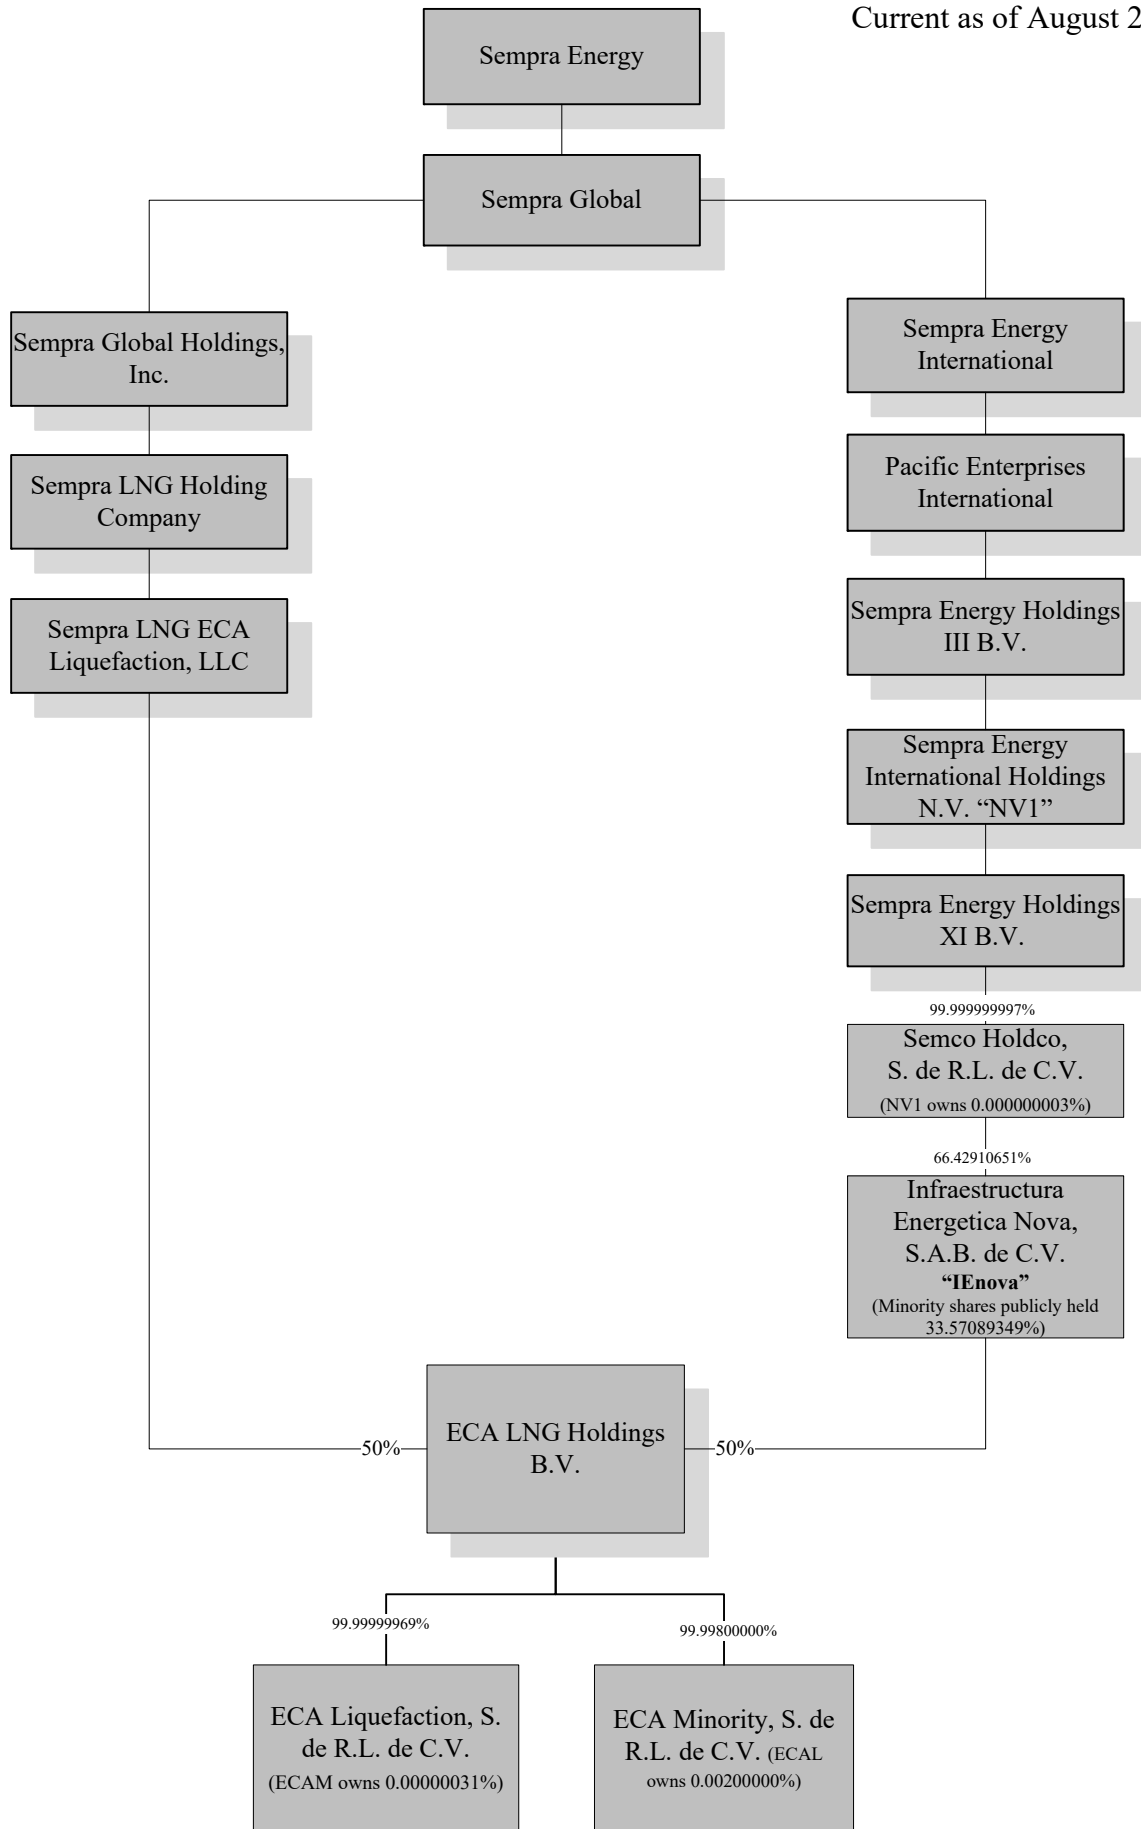 Current as of August 2
Sempra Energy
Sempra Global
Sempra Global Holdings,
Inc.
Sempra LNG Holding
Company
Sempra LNG ECA
Liquefaction, LLC
Sempra Energy
International
Pacific Enterprises
International
Sempra Energy Holdings
III B.V.
Sempra Energy
International Holdings
N.V. “NV1”
Sempra Energy Holdings
XI B.V.
99.999999997%
Semco Holdco,
S. de R.L. de C.V.
(NV1 owns 0.000000003%)
66.42910651%
Infraestructura
Energetica Nova,
S.A.B. de C.V.
“IEnova”
(Minority shares publicly held
33.57089349%)
50%
ECA LNG Holdings
B.V.
50%
99.99999969%
99.99800000%
ECA Liquefaction, S.
de R.L. de C.V.
(ECAM owns 0.00000031%)
ECA Minority, S. de
R.L. de C.V. (ECAL
owns 0.00200000%)